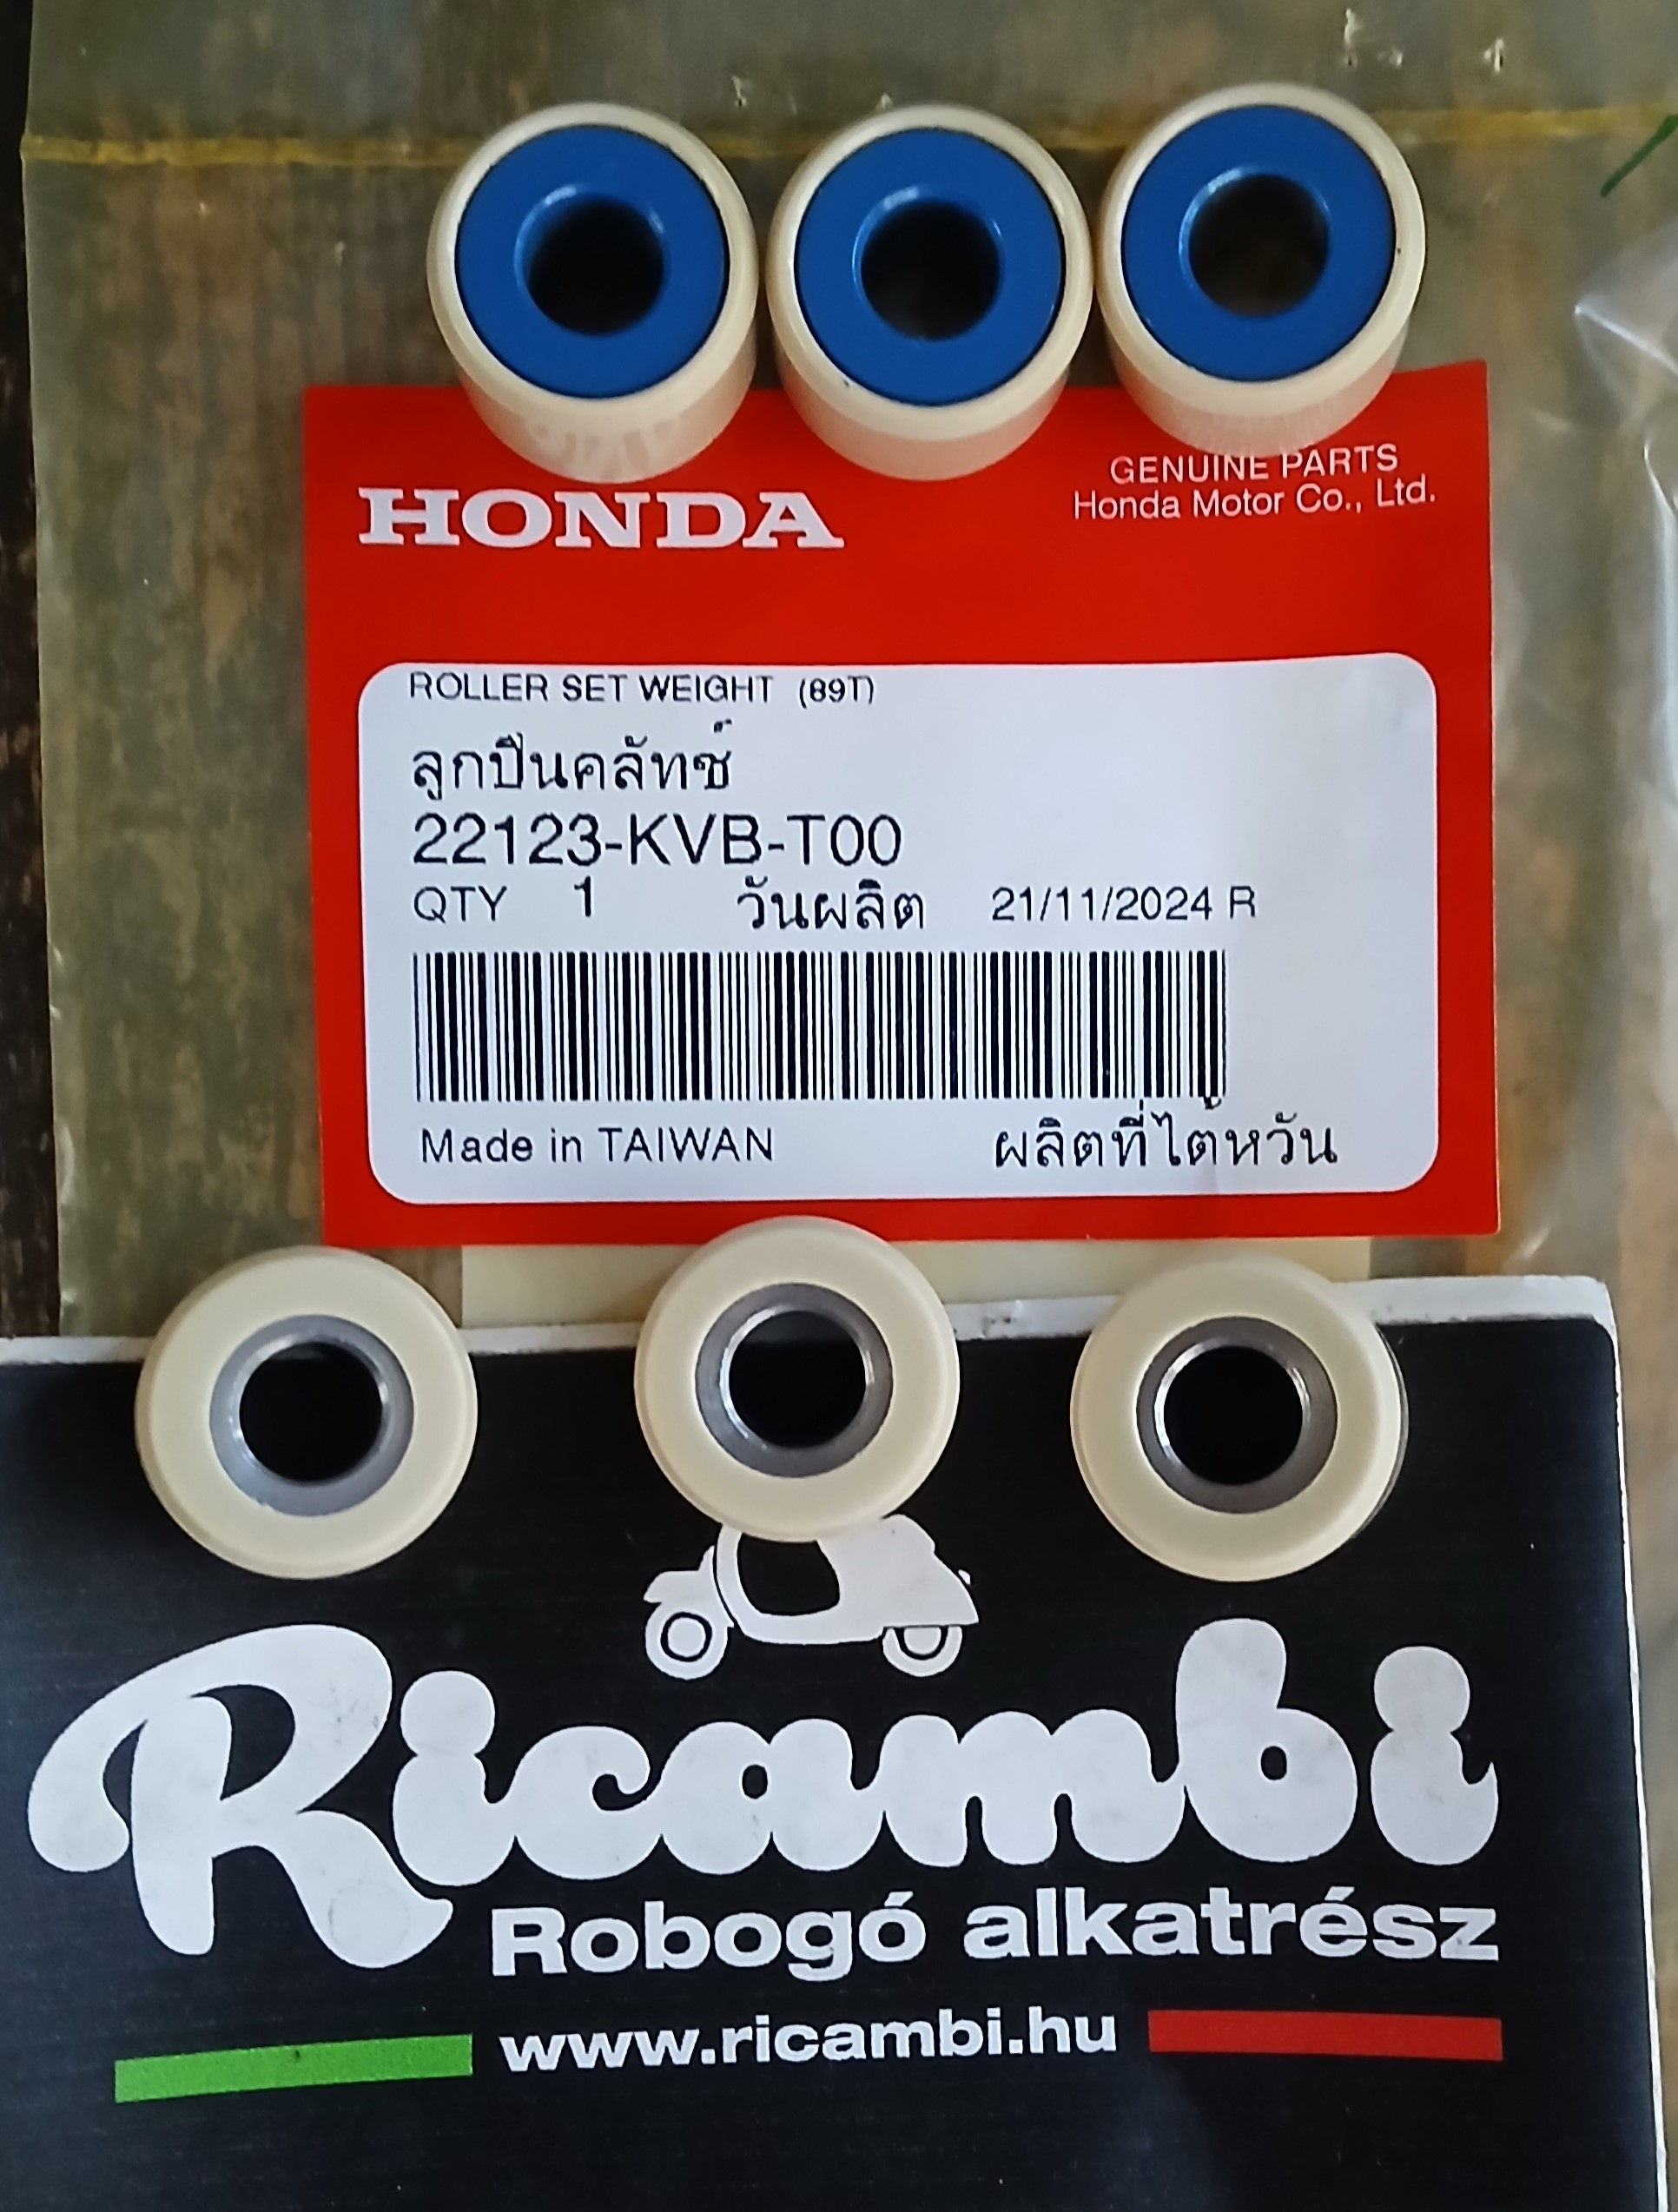 HONDA
GENUINE PARTS
Honda Motor Co., Ltd.
ROLLER SET WEIGHT (89T)
ลูกปืนคลัทช์
22123-KVB-T00
QTY 1 วันผลิต 21/11/2024 R
Made in TAIWAN ผลิตที่ไต้หวัน
Ricambi
Robogó alkatrész
www.ricambi.hu